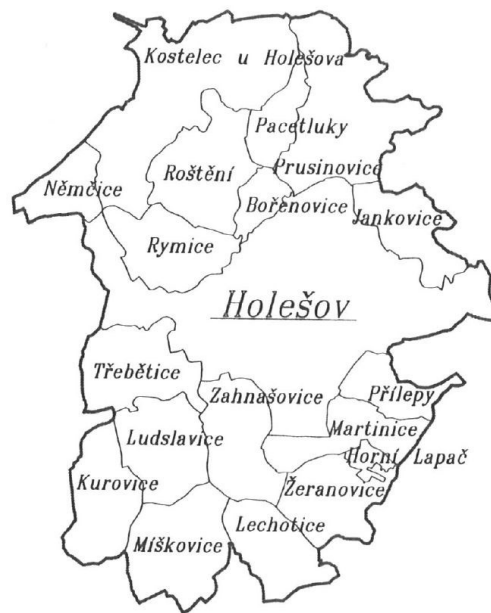 Kostelec u Holešova
Pacetluky
Prusinovice
Roštění
Němčice
Bořenovice
Jankovice
Rymice
Holešov
Třebětice
Zahnašovice
Přílepy
Martinice
Ludslavice
Horní Lapač
Kurovice
Žeranovice
Lechotice
Míškovice